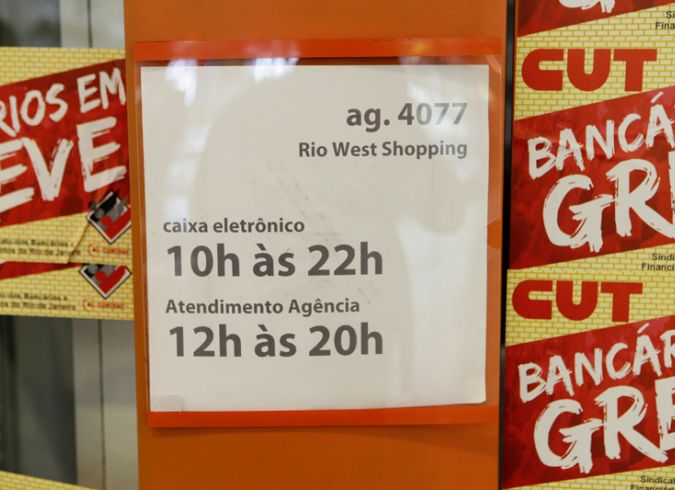 ag. 4077
Rio West Shopping
caixa eletrônico
10h às 22h
Atendimento Agência
12h às 20h
RIOS EM
EVE
CUT
BANCÁ
GR
CUT
BANCÁR
GRE